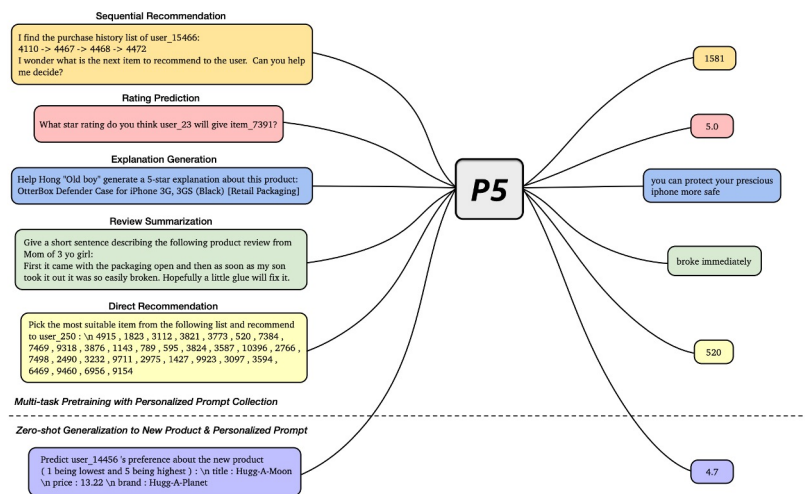 Sequential Recommendation
I find the purchase history list of user_15466:
4110 -> 4467 -> 4468 -> 4472
I wonder what is the next item to recommend to the user. Can you help
me decide?
1581
Rating Prediction
What star rating do you think user_23 will give item_7391?
5.0
Explanation Generation
Help Hong "Old boy" generate a 5-star explanation about this product:
OtterBox Defender Case for iPhone 3G, 3GS (Black) [Retail Packaging]
P5
you can protect your prescious
iphone more safe
Review Summarization
Give a short sentence describing the following product review from
Mom of 3 yo girl:
First it came with the packaging open and then as soon as my son
took it out it was so easily broken. Hopefully a little glue will fix it.
broke immediately
Direct Recommendation
Pick the most suitable item from the following list and recommend
to user_250 : \n 4915 , 1823 , 3112 , 3821 , 3773 , 520 , 7384 ,
7469 , 9318 , 3876 , 1143 , 789 , 595 , 3824 , 3587 , 10396 , 2766 ,
7498 , 2490 , 3232 , 9711 , 2975 , 1427 , 9923 , 3097 , 3594 ,
6469 , 9460 , 6956 , 9154
520
Multi-task Pretraining with Personalized Prompt Collection
Zero-shot Generalization to New Product & Personalized Prompt
Predict user_14456 's preference about the new product
( 1 being lowest and 5 being highest ) : \n title : Hugg-A-Moon
\n price : 13.22 \n brand : Hugg-A-Planet
4.7